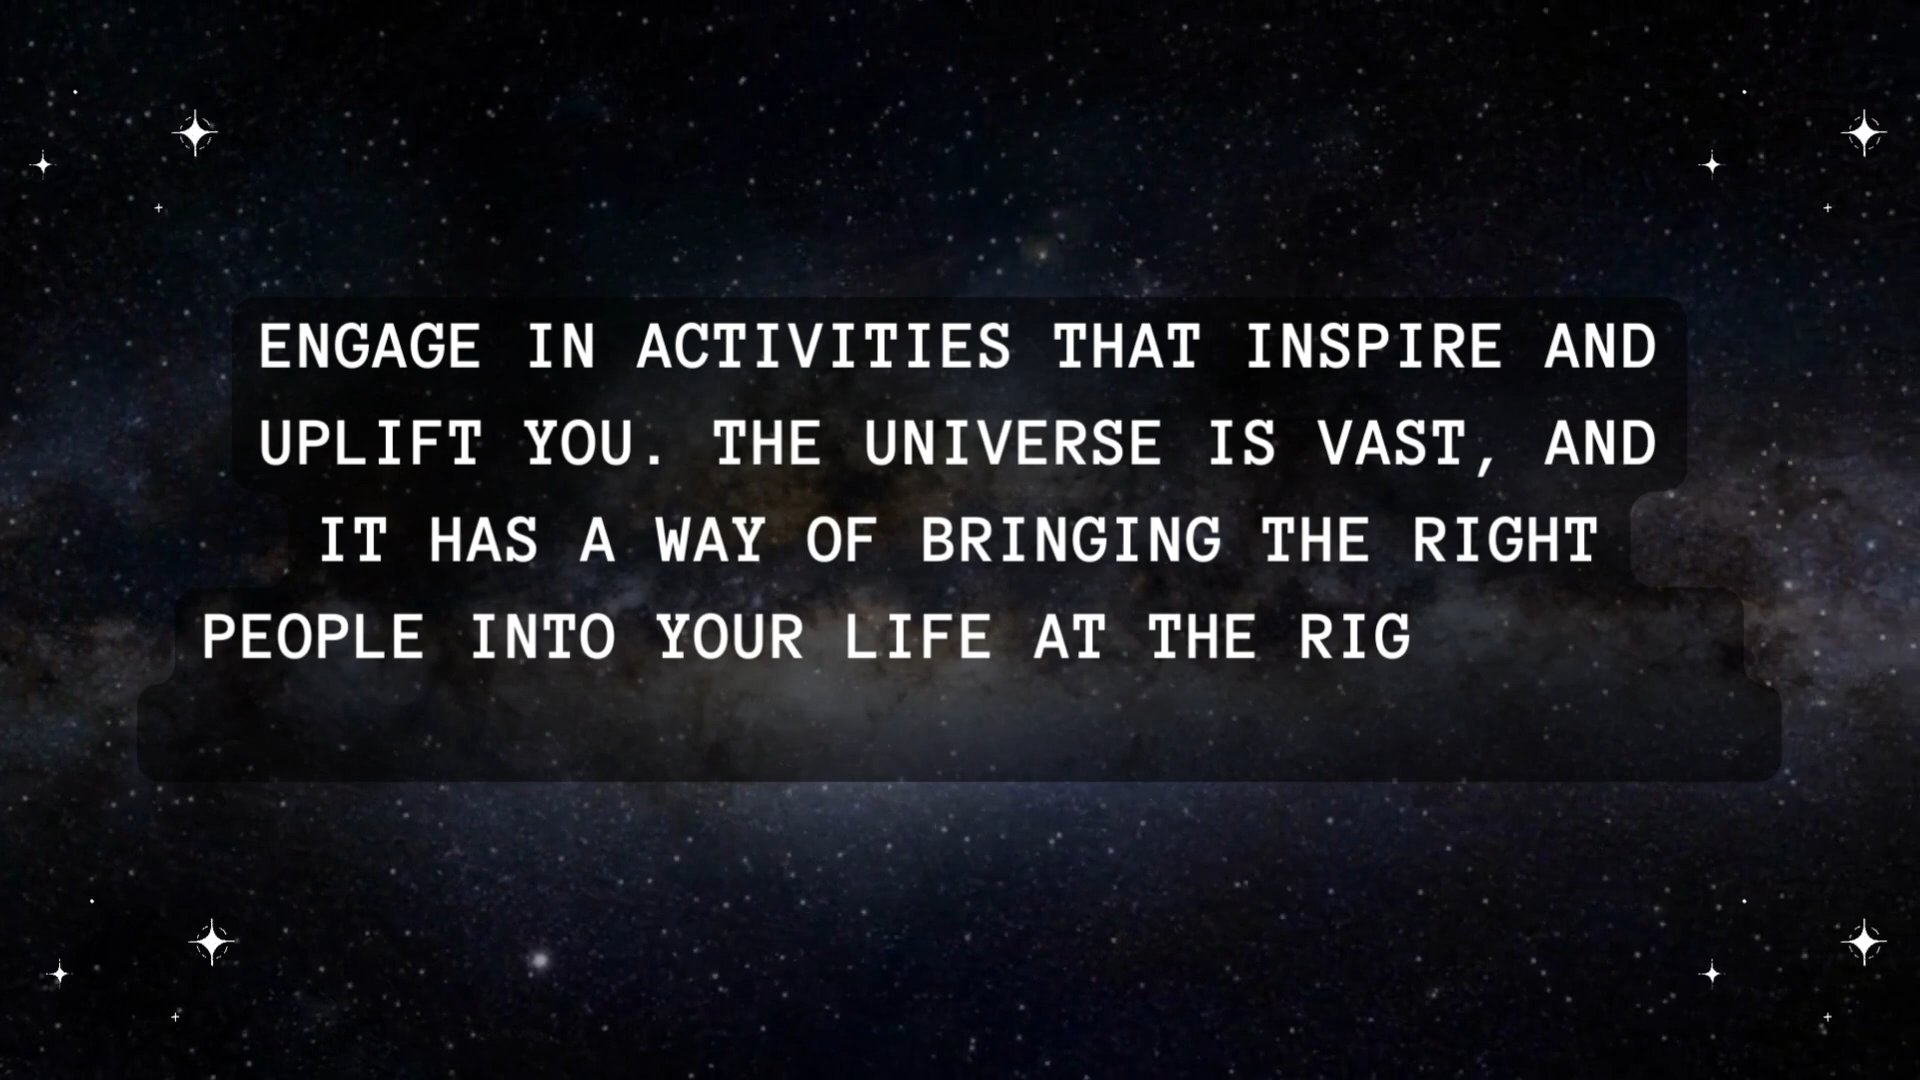 ENGAGE IN ACTIVITIES THAT INSPIRE AND
UPLIFT YOU. THE UNIVERSE IS VAST, AND
IT HAS A WAY OF BRINGING THE RIGHT
PEOPLE INTO YOUR LIFE AT THE RIG